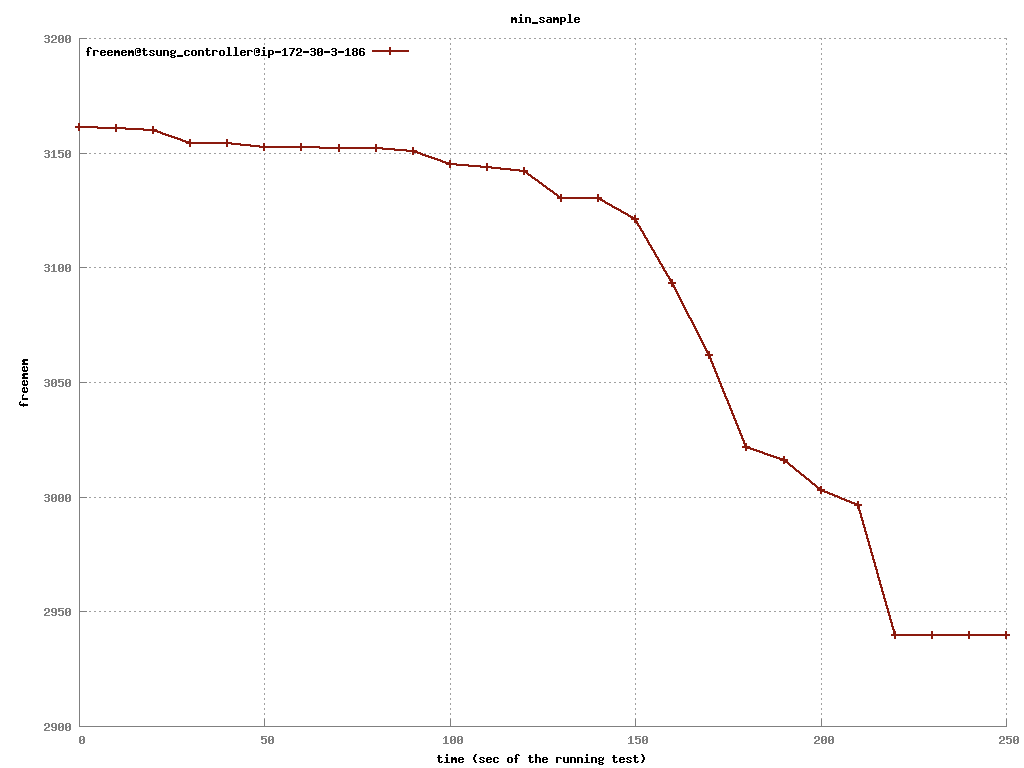 min_sample
freemem@tsung_controller@ip-172-30-3-186
3200
3150
3100
3050
3000
2950
2900
freemem
0 50 100 150 200 250
time (sec of the running test)